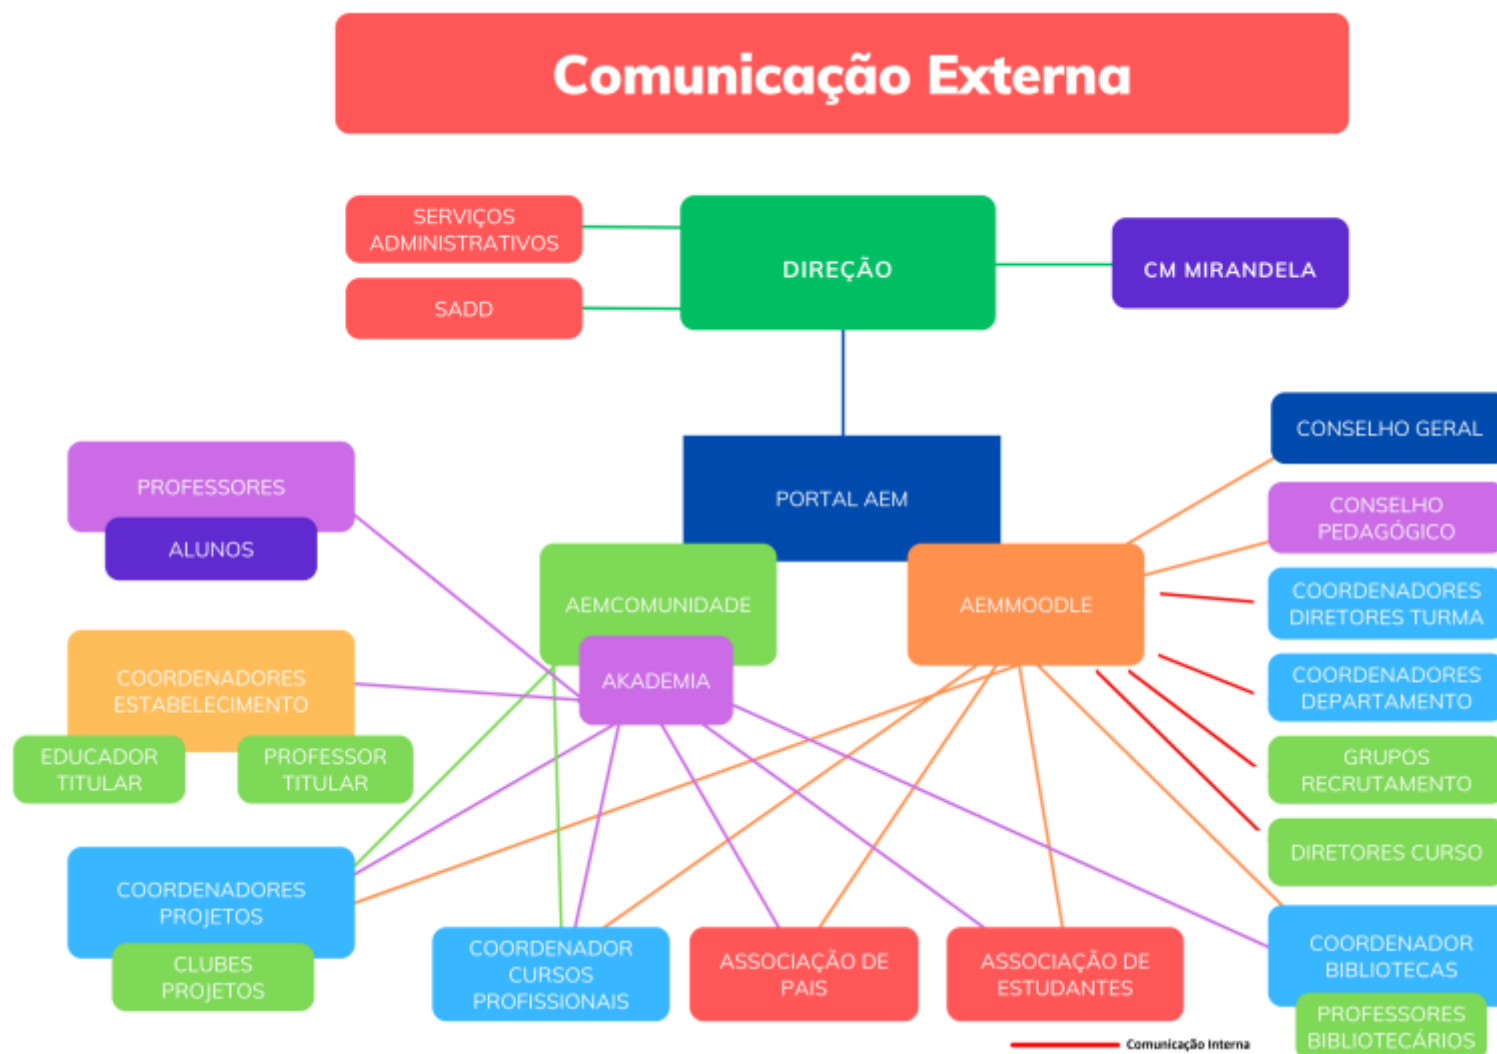 Comunicação Externa
SERVIÇOS
ADMINISTRATIVOS
SADD
DIREÇÃO
CM MIRANDELA
PORTAL AEM
CONSELHO GERAL
CONSELHO
PEDAGÓGICO
PROFESSORES
ALUNOS
AEMCOMUNIDADE
AKADEMIA
AEMMOODLE
COORDENADORES
DIRETORES TURMA
COORDENADORES
DEPARTAMENTO
COORDENADORES
ESTABELECIMENTO
EDUCADOR
TITULAR
PROFESSOR
TITULAR
GRUPOS
RECRUTAMENTO
DIRETORES CURSO
COORDENADORES
PROJETOS
CLUBES
PROJETOS
COORDENADOR
CURSOS
PROFISSIONAIS
ASSOCIAÇÃO DE
PAIS
ASSOCIAÇÃO DE
ESTUDANTES
COORDENADOR
BIBLIOTECAS
PROFESSORES
BIBLIOTECÁRIOS
Comunicação Interna